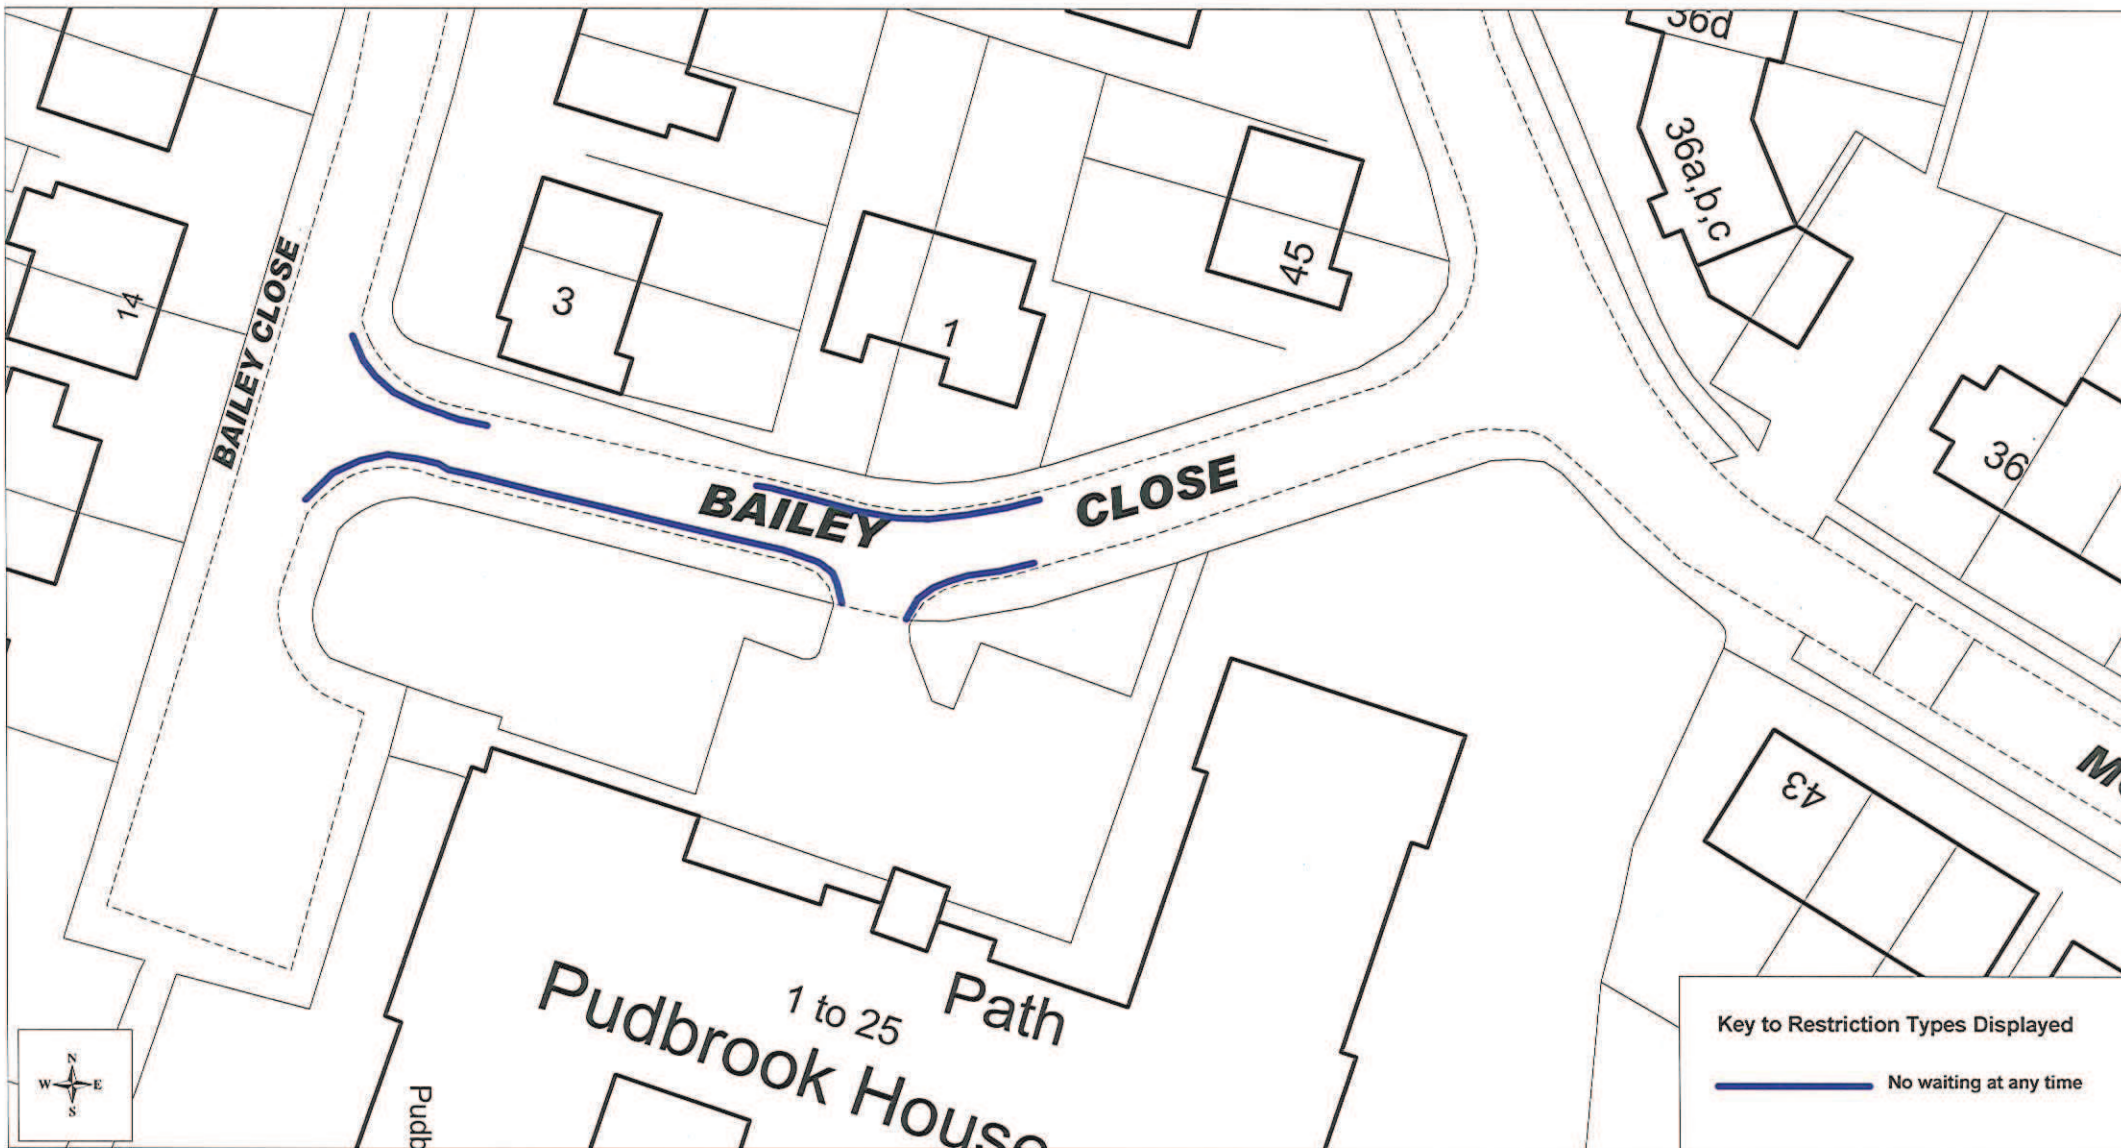 36d
36a,b,c
45
14
3
1
BAILEY CLOSE
BAILEY CLOSE
36
43
1 to 25
Path
Pudbrook House
N
W E
S
Key to Restriction Types Displayed
No waiting at any time